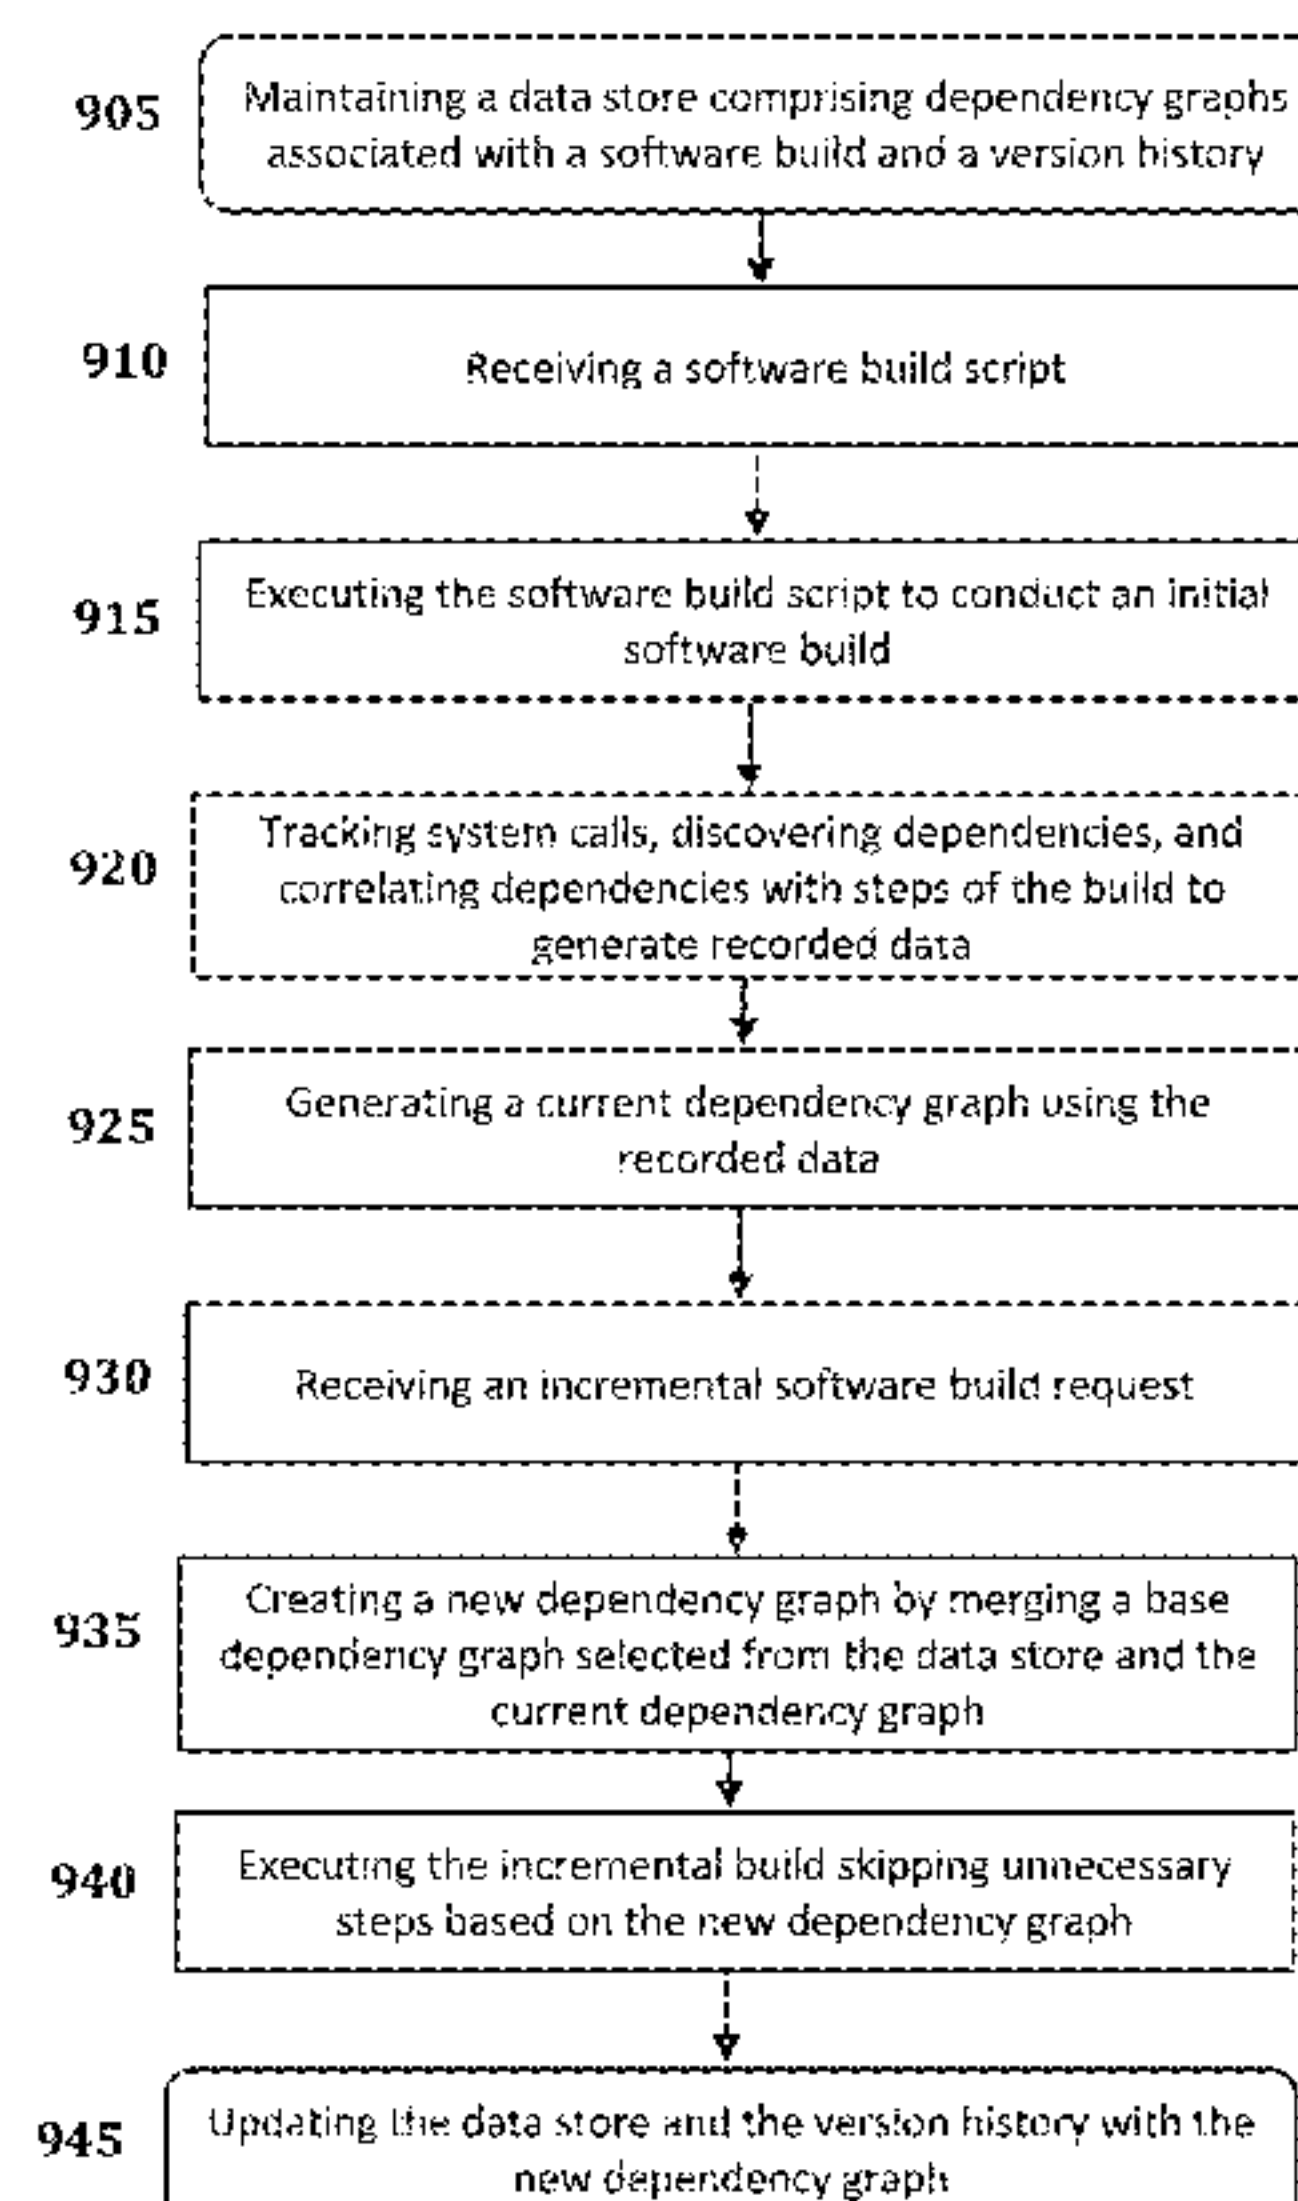 905
Maintaining a data store comprising dependency graphs
associated with a software build and a version history
910
Receiving a software build script
915
Executing the software build script to conduct an initial
software build
920
Tracking system calls, discovering dependencies, and
correlating dependencies with steps of the build to
generate recorded data
925
Generating a current dependency graph using the
recorded data
930
Receiving an incremental software build request
935
Creating a new dependency graph by merging a base
dependency graph selected from the data store and the
current dependency graph
940
Executing the incremental build skipping unnecessary
steps based on the new dependency graph
945
Updating the data store and the version history with the
new dependency graph